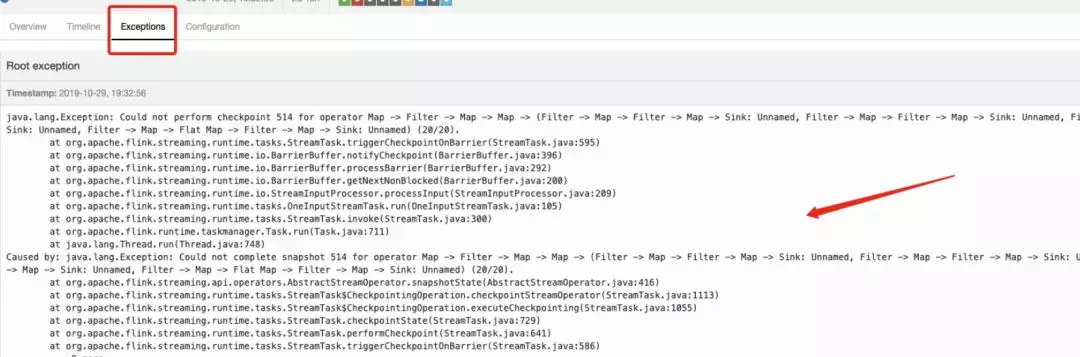 Overview Timeline Exceptions Configuration
Root exception
Timestamp: 2019-10-29, 19:32:56
java.lang.Exception: Could not perform checkpoint 514 for operator Map -> Filter -> Map -> Map -> (Filter -> Map -> Filter -> Map -> Map -> Sink: Unnamed, Filter -> Map -> Filter -> Map -> Sink: Unnamed,
Sink: Unnamed, Filter -> Map -> Flat Map -> Filter -> Map -> Sink: Unnamed) (20/20).
at org.apache.flink.streaming.runtime.tasks.StreamTask.triggerCheckpointOnBarrier(StreamTask.java:595)
at org.apache.flink.streaming.runtime.io.BarrierBuffer.notifyCheckpoint(BarrierBuffer.java:396)
at org.apache.flink.streaming.runtime.io.BarrierBuffer.processBarrier(BarrierBuffer.java:292)
at org.apache.flink.streaming.runtime.io.BarrierBuffer.getNextNonBlocked(BarrierBuffer.java:200)
at org.apache.flink.streaming.runtime.io.StreamInputProcessor.processInput(StreamInputProcessor.java:209)
at org.apache.flink.streaming.runtime.tasks.OneInputStreamTask.run(OneInputStreamTask.java:105)
at org.apache.flink.streaming.runtime.tasks.StreamTask.invoke(StreamTask.java:300)
at org.apache.flink.runtime.taskmanager.Task.run(Task.java:711)
at java.lang.Thread.run(Thread.java:748)
Caused by: java.lang.Exception: Could not complete snapshot 514 for operator Map -> Filter -> Map -> Map -> (Filter -> Map -> Filter -> Map -> Map -> Sink: Unnamed, Filter -> Map -> Filter -> Map -> Sink:
-> Map -> Sink: Unnamed, Filter -> Map -> Flat Map -> Filter -> Map -> Sink: Unnamed) (20/20).
at org.apache.flink.streaming.api.operators.AbstractStreamOperator.snapshotState(AbstractStreamOperator.java:416)
at org.apache.flink.streaming.runtime.tasks.StreamTask$CheckpointingOperation.checkpointStreamOperator(StreamTask.java:1113)
at org.apache.flink.streaming.runtime.tasks.StreamTask$CheckpointingOperation.executeCheckpointing(StreamTask.java:1055)
at org.apache.flink.streaming.runtime.tasks.StreamTask.checkpointState(StreamTask.java:729)
at org.apache.flink.streaming.runtime.tasks.StreamTask.performCheckpoint(StreamTask.java:641)
at org.apache.flink.streaming.runtime.tasks.StreamTask.triggerCheckpointOnBarrier(StreamTask.java:586)